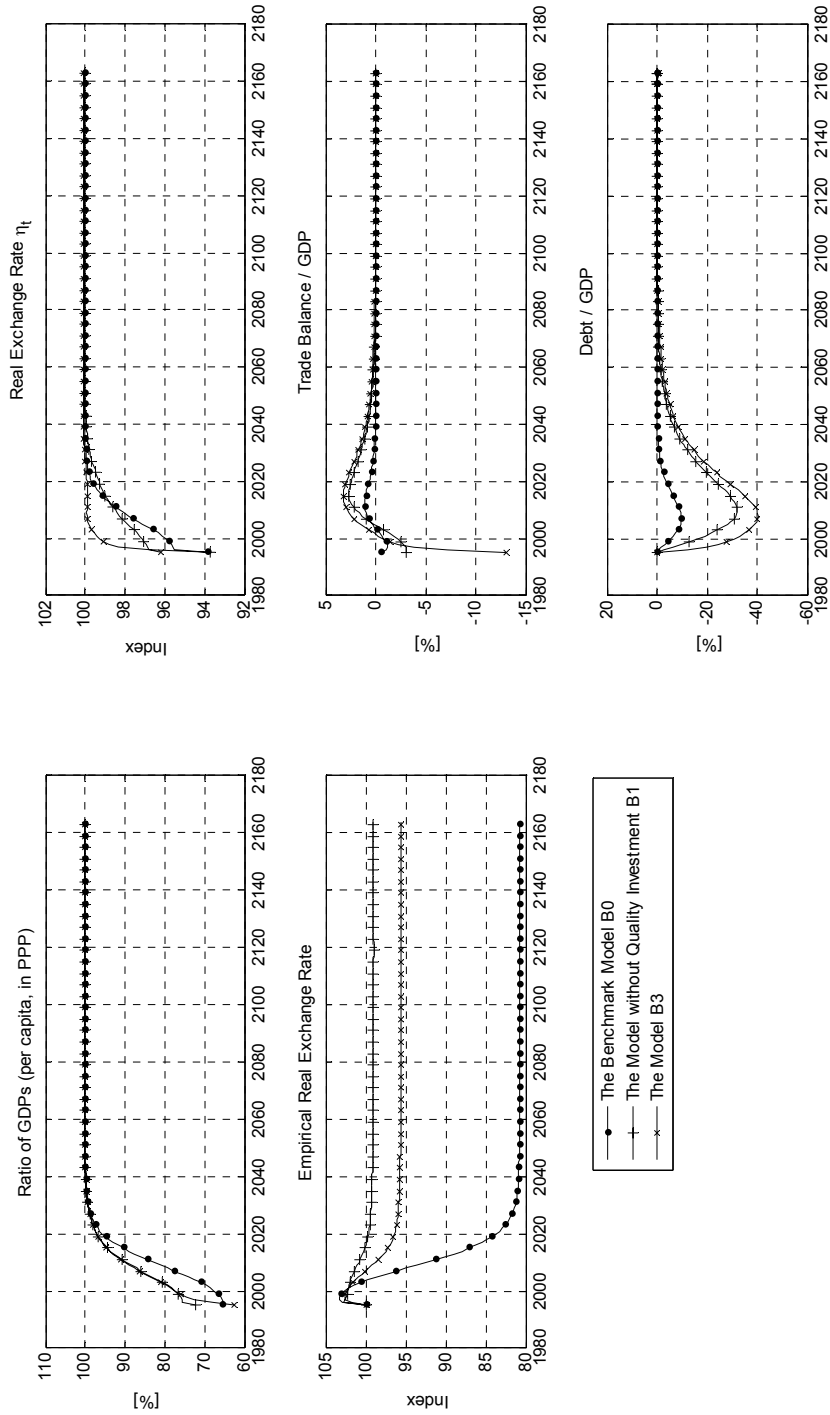 Ratio of GDPs (per capita, in PPP)
[%]
100
90
80
70
60
1980 2000 2020 2040 2060 2080 2100 2120 2140 2160 2180
Real Exchange Rate ηt
Index
102
100
98
96
94
92
1980 2000 2020 2040 2060 2080 2100 2120 2140 2160 2180
Empirical Real Exchange Rate
Index
105
100
95
90
85
80
1980 2000 2020 2040 2060 2080 2100 2120 2140 2160 2180
Trade Balance / GDP
[%]
5
0
-5
-10
-15
1980 2000 2020 2040 2060 2080 2100 2120 2140 2160 2180
The Benchmark Model B0
The Model without Quality Investment B1
The Model B3
Debt / GDP
[%]
20
0
-20
-40
-60
1980 2000 2020 2040 2060 2080 2100 2120 2140 2160 2180